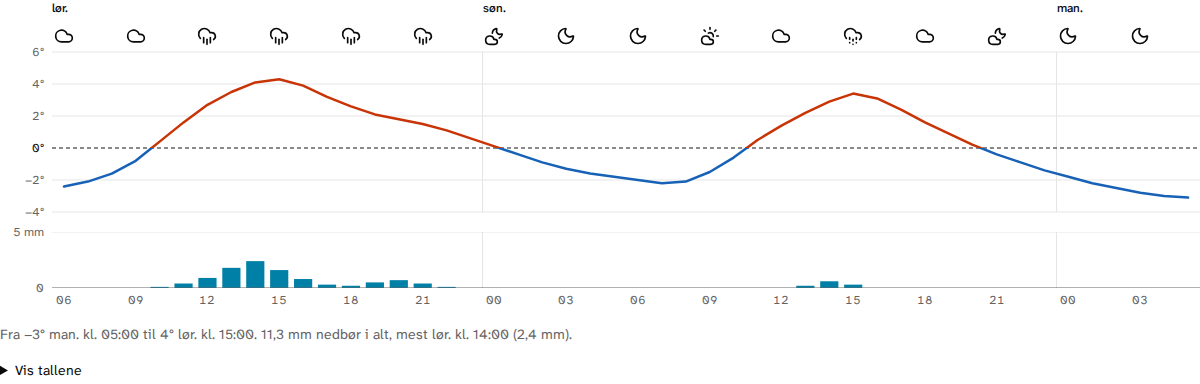 lør. søn. man.
6°
4°
2°
0°
−2°
−4°
5 mm
0
06 09 12 15 18 21 00 03 06 09 12 15 18 21 00 03
Fra −3° man. kl. 05:00 til 4° lør. kl. 15:00. 11,3 mm nedbør i alt, mest lør. kl. 14:00 (2,4 mm).
Vis tallene